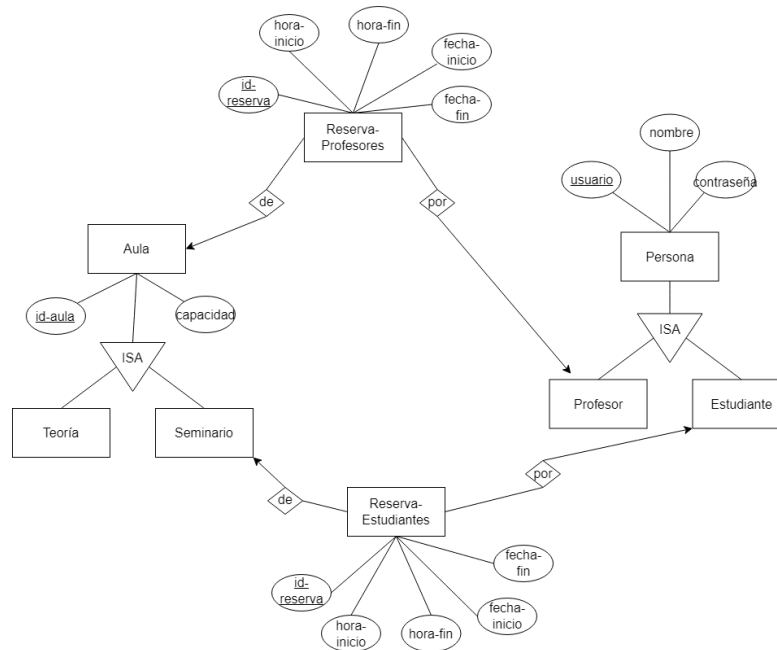 hora-
inicio
hora-fin
fecha-
inicio
id-
reserva
fecha-
fin
Reserva-
Profesores
nombre
usuario
contraseña
de
por
Aula
Persona
id-aula
capacidad
ISA
ISA
Teoría
Seminario
Profesor
Estudiante
de
Reserva-
Estudiantes
por
id-
reserva
hora-
inicio
hora-fin
fecha-
inicio
fecha-
fin